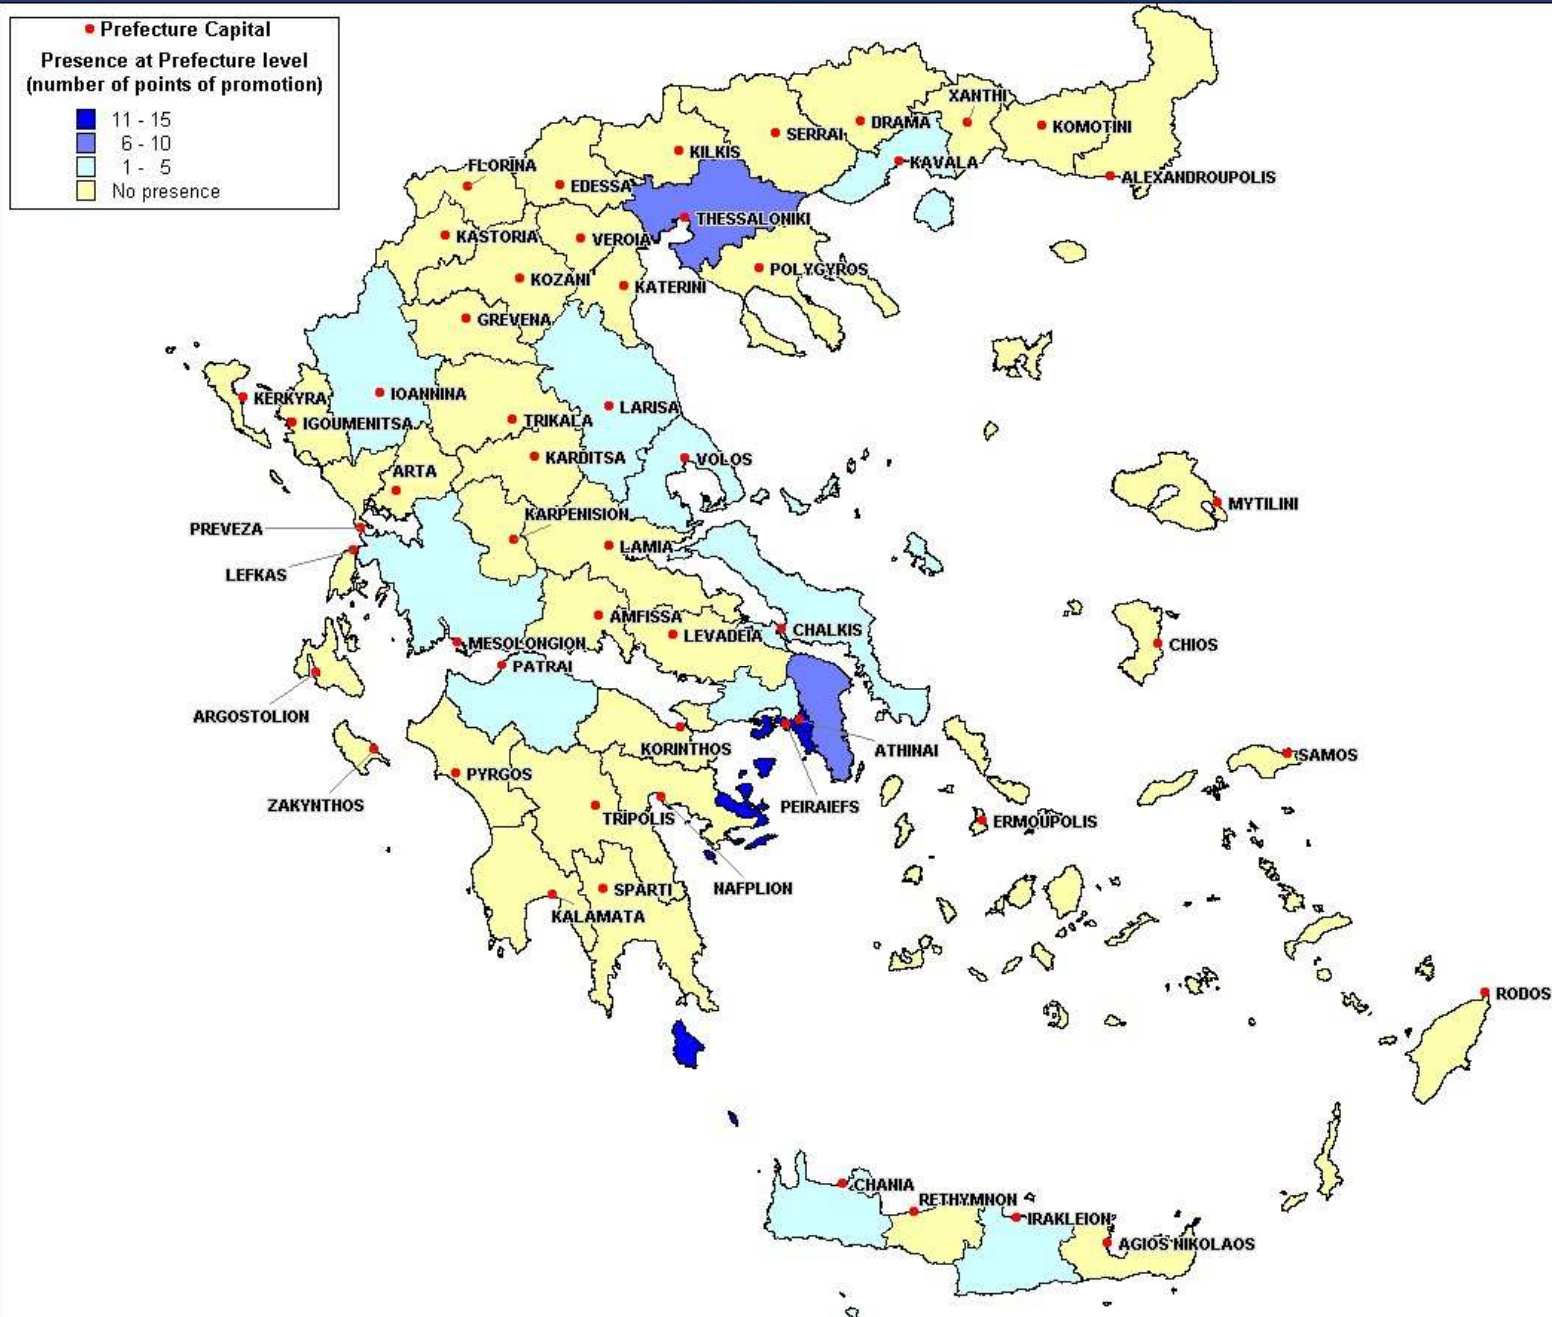 Prefecture Capital
Presence at Prefecture level
(number of points of promotion)
11 - 15
6 - 10
1 - 5
No presence
XANTHI
DRAMA
KOMOTINI
SERRAI
KILKIS
KAVALA
FLORINA
ALEXANDROUPOLIS
EDESSA
THESSALONIKI
KASTORIA
VEROIA
POLYGYROS
KOZANI
KATERINI
GREVENA
IOANNINA
KERKYRA
LARISA
IGOUMENITSA
TRIKALA
KARDITSA
VOLOS
ARTA
MYTILINI
KARPENISION
PREVEZA
LAMIA
LEFKAS
AMFISSA
CHALKIS
LEVADEIA
MESOLONGION
CHIOS
PATRAI
ARGOSTOLION
KORINTHOS
ATHINAI
SAMOS
PYRGOS
ZAKYNTHOS
PEIRAIEFS
TRIPOLIS
ERMOUPOLIS
SPARTI
NAFPLION
KALAMATA
RODOS
CHANIA
RETHYMNON
IRAKLEION
AGIOS NIKOLAOS